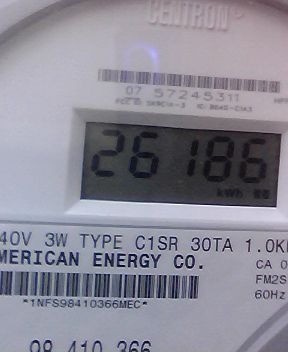 CENTRON
07 57245311
26186
kWh
40V 3W TYPE C1SR 30TA 1.0K
MERICAN ENERGY CO.
CA 0
FM2S
60Hz
*1NFS98410366MEC*
98 410 366